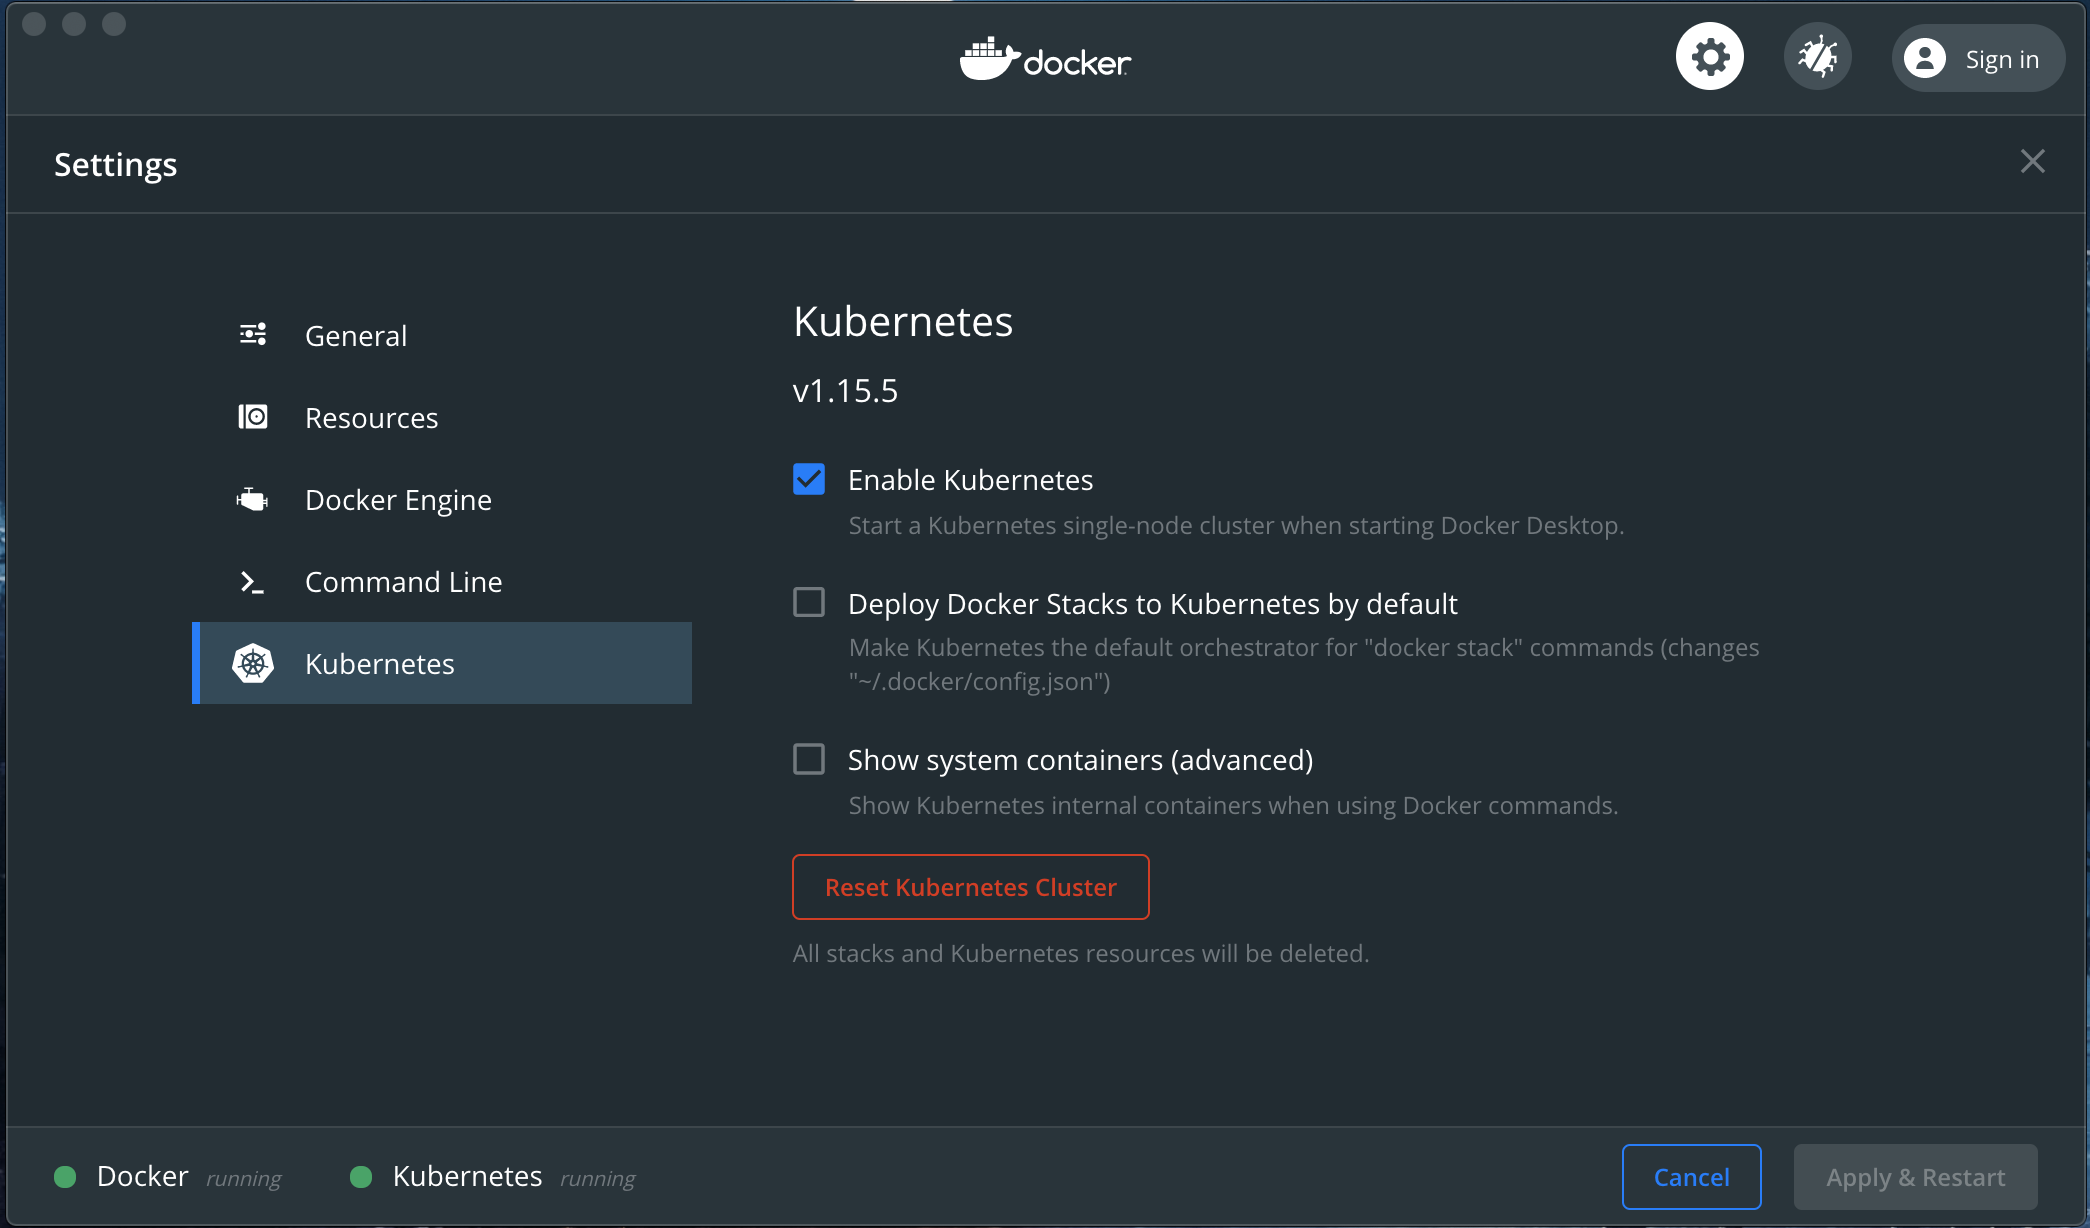 docker
Sign in
Settings
General
Resources
Docker Engine
Command Line
Kubernetes
Kubernetes
v1.15.5
Enable Kubernetes
Start a Kubernetes single-node cluster when starting Docker Desktop.
Deploy Docker Stacks to Kubernetes by default
Make Kubernetes the default orchestrator for "docker stack" commands (changes
"~/.docker/config.json")
Show system containers (advanced)
Show Kubernetes internal containers when using Docker commands.
Reset Kubernetes Cluster
All stacks and Kubernetes resources will be deleted.
Docker running Kubernetes running
Cancel
Apply & Restart